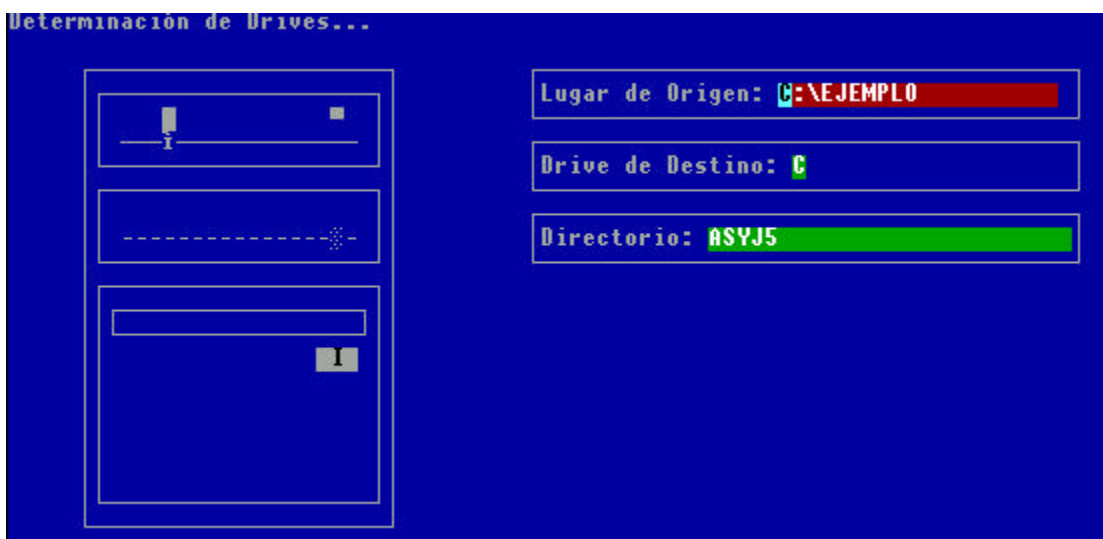 Determinación de Drives...
Lugar de Origen: C:\EJEMPLO
Drive de Destino: C
Directorio: ASYJ5